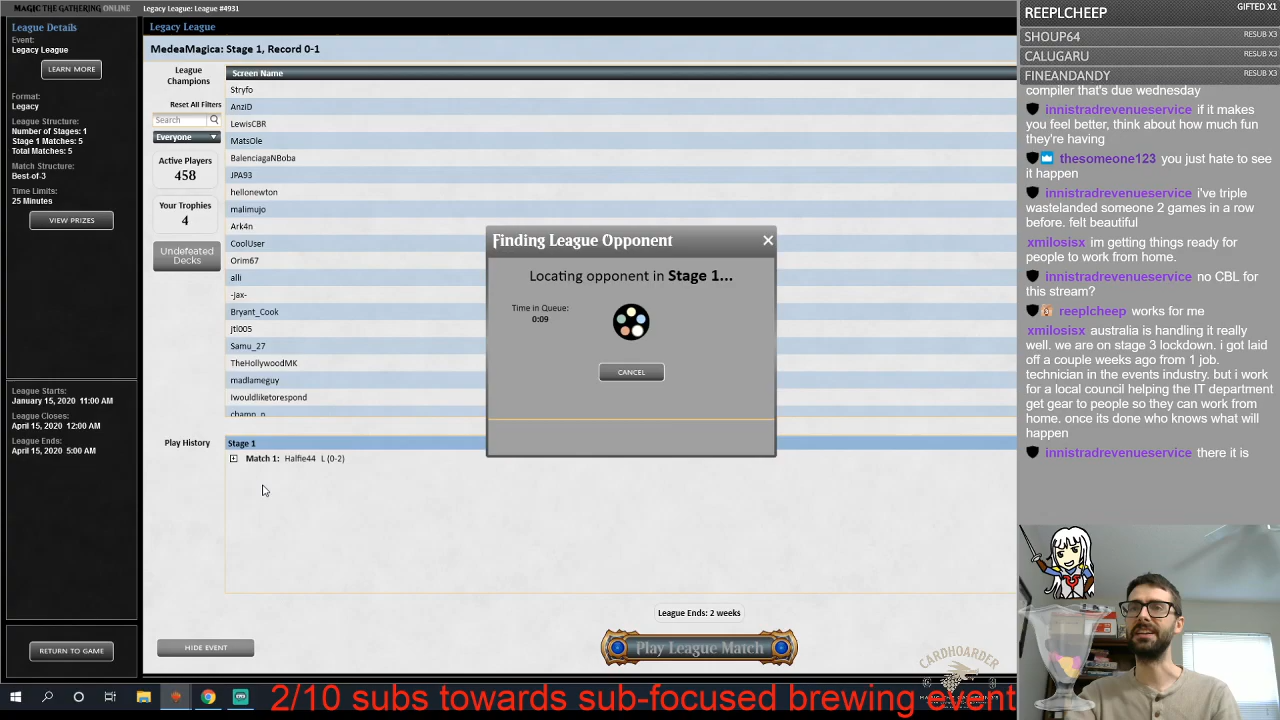 MAGIC THE GATHERING ONLINE
Legacy League: League #4931
League Details
Event:
Legacy League
LEARN MORE
Format:
Legacy
League Structure:
Number of Stages: 1
Stage 1 Matches: 5
Total Matches: 5
Match Structure:
Best-of-3
Time Limits:
25 Minutes
VIEW PRIZES
League Starts:
January 15, 2020 11:00 AM
League Closes:
April 15, 2020 12:00 AM
League Ends:
April 15, 2020 5:00 AM
RETURN TO GAME
Legacy League
MedeaMagica: Stage 1, Record 0-1
League
Champions
Reset All Filters
Search
Everyone
Active Players
458
Your Trophies
4
Undefeated
Decks
Screen Name
Stryfo
AnziD
LewisCBR
MatsOle
BalenciagaNBoba
JPA93
hellonewton
malimujo
Ark4n
CoolUser
Orim67
alli
-jax-
Bryant_Cook
Jtl005
Samu_27
TheHollywoodMK
madlameguy
Iwouldliketorespond
champ_n
Play History
Stage 1
Match 1: Halfie44 L (0-2)
Finding League Opponent
Locating opponent in Stage 1...
Time in Queue:
0:09
CANCEL
League Ends: 2 weeks
Play League Match
HIDE EVENT
CARDHOARDER
2/10 subs towards sub-focused brewing event
REEPLCHEEP
GIFTED X1
SHOUP64
RESUB X3
CALUGARU
RESUB X3
FINEANDANDY
RESUB X3
compiler that's due wednesday
innistradrevenueservice if it makes
you feel better, think about how much fun
they're having
thesomeone123 you just hate to see
it happen
innistradrevenueservice i've triple
wastelanded someone 2 games in a row
before. felt beautiful
xmilosisx im getting things ready for
people to work from home.
innistradrevenueservice no CBL for
this stream?
reeplcheep works for me
xmilosisx australia is handling it really
well. we are on stage 3 lockdown. i got laid
off a couple weeks ago from 1 job.
technician in the events industry. but i work
for a local council helping the IT department
get gear to people so they can work from
home. once its done who knows what will
happen
innistradrevenueservice there it is